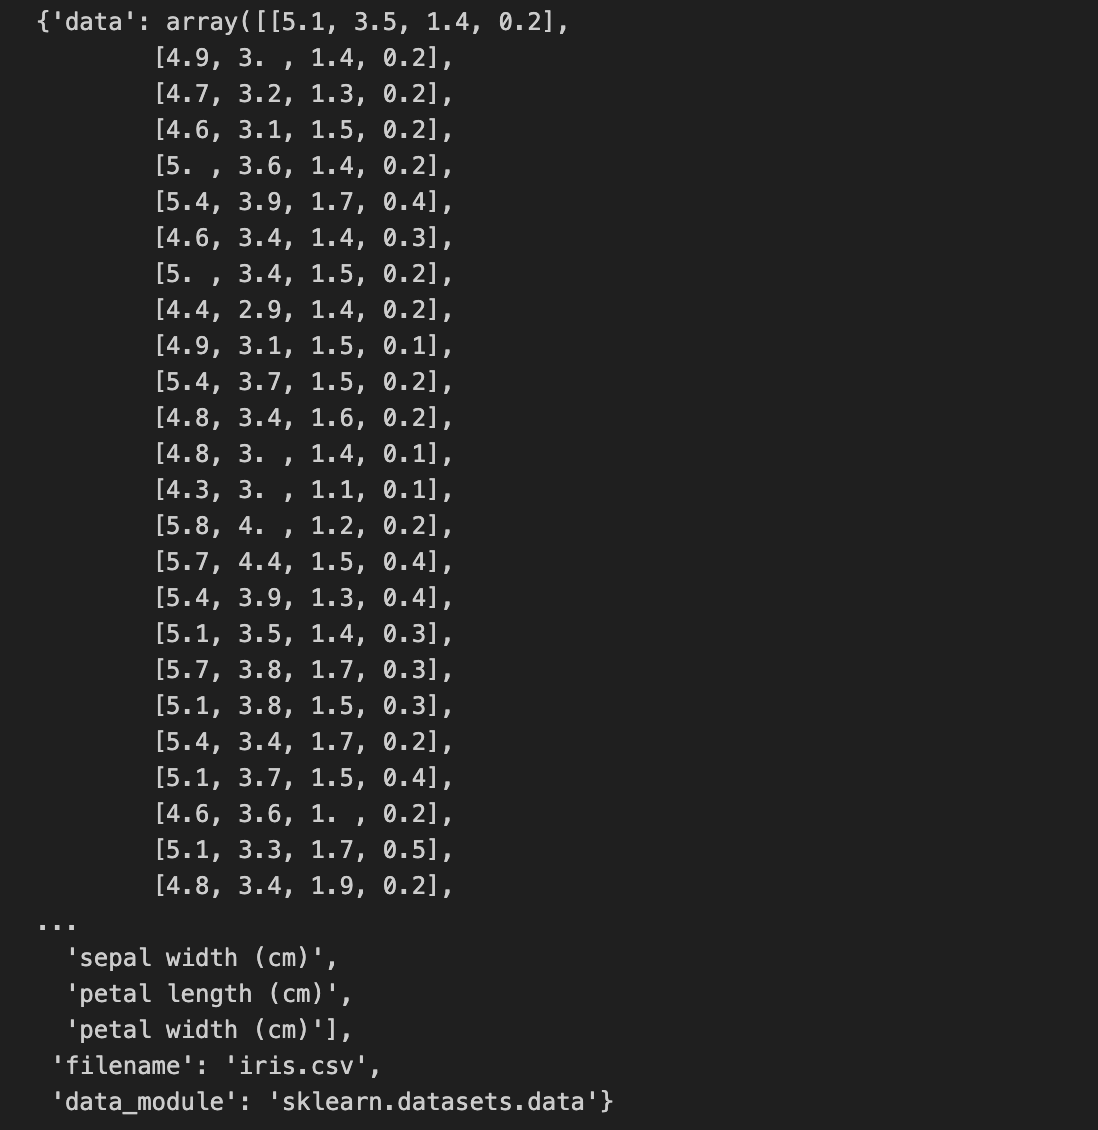 {'data': array([[5.1, 3.5, 1.4, 0.2],
[4.9, 3. , 1.4, 0.2],
[4.7, 3.2, 1.3, 0.2],
[4.6, 3.1, 1.5, 0.2],
[5. , 3.6, 1.4, 0.2],
[5.4, 3.9, 1.7, 0.4],
[4.6, 3.4, 1.4, 0.3],
[5. , 3.4, 1.5, 0.2],
[4.4, 2.9, 1.4, 0.2],
[4.9, 3.1, 1.5, 0.1],
[5.4, 3.7, 1.5, 0.2],
[4.8, 3.4, 1.6, 0.2],
[4.8, 3. , 1.4, 0.1],
[4.3, 3. , 1.1, 0.1],
[5.8, 4. , 1.2, 0.2],
[5.7, 4.4, 1.5, 0.4],
[5.4, 3.9, 1.3, 0.4],
[5.1, 3.5, 1.4, 0.3],
[5.7, 3.8, 1.7, 0.3],
[5.1, 3.8, 1.5, 0.3],
[5.4, 3.4, 1.7, 0.2],
[5.1, 3.7, 1.5, 0.4],
[4.6, 3.6, 1. , 0.2],
[5.1, 3.3, 1.7, 0.5],
[4.8, 3.4, 1.9, 0.2],
...
'sepal width (cm)',
'petal length (cm)',
'petal width (cm)'],
'filename': 'iris.csv',
'data_module': 'sklearn.datasets.data'}